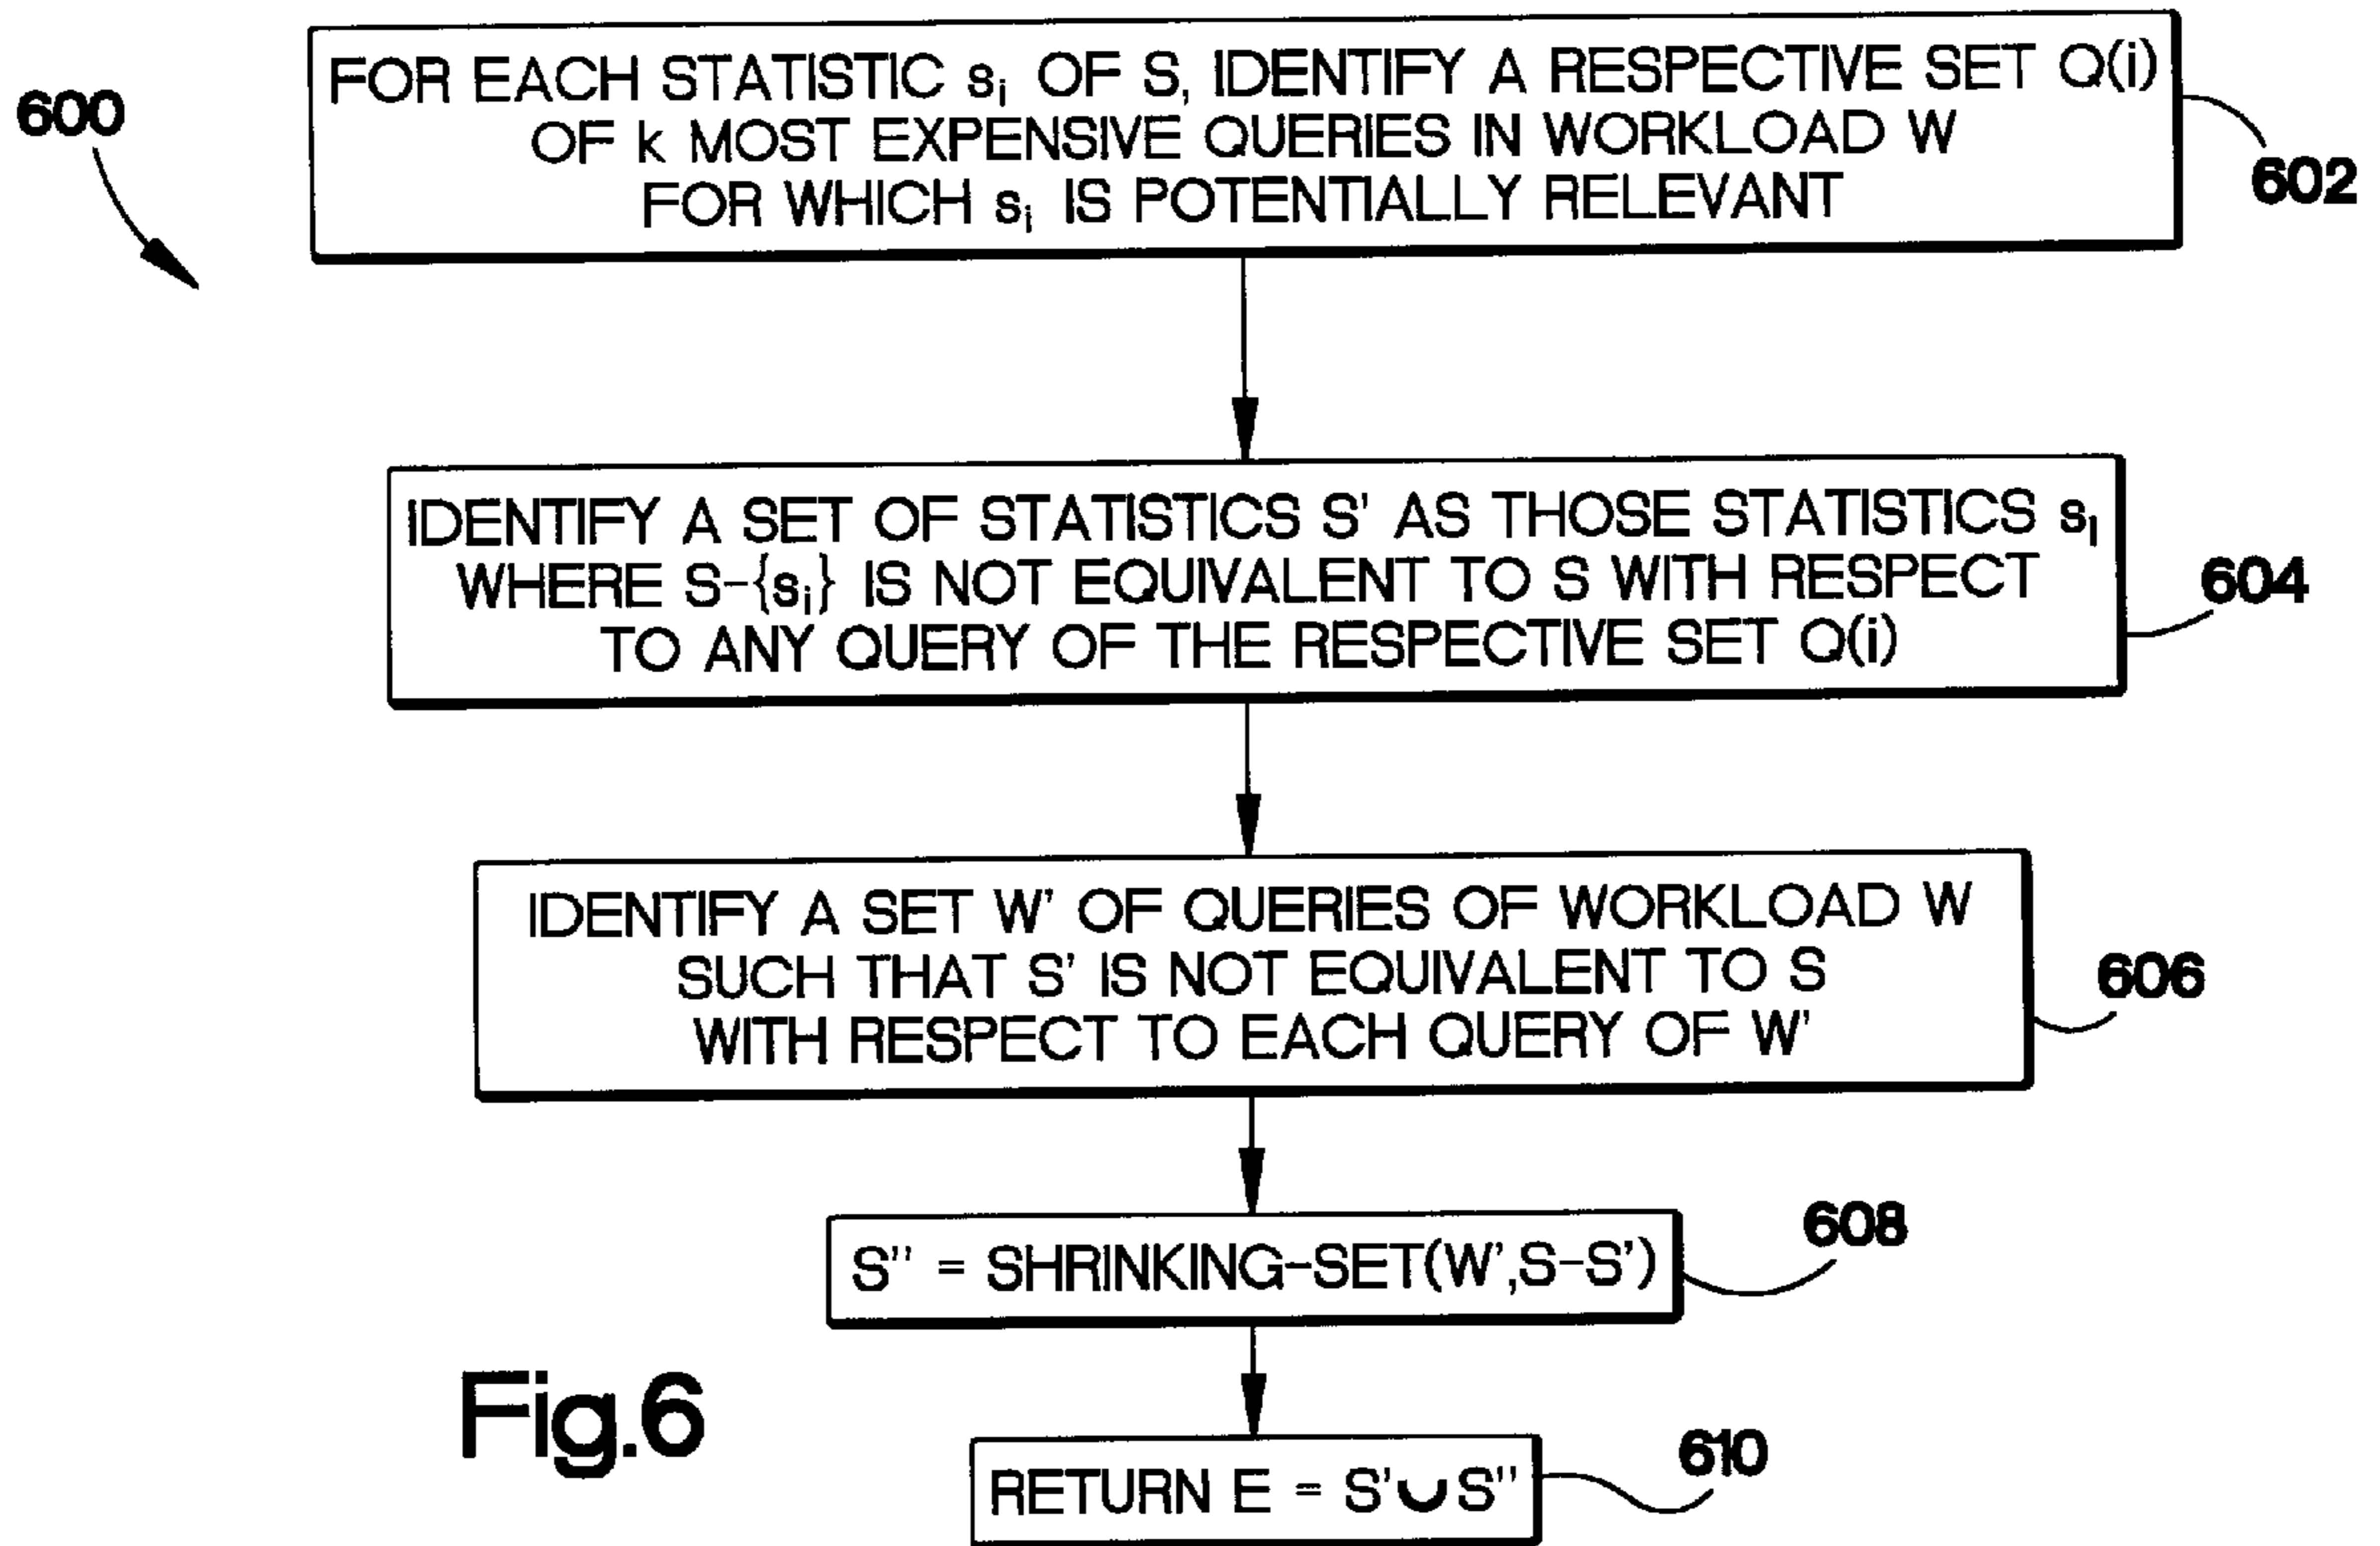 600
FOR EACH STATISTIC sᵢ OF S, IDENTIFY A RESPECTIVE SET Q(i)
OF k MOST EXPENSIVE QUERIES IN WORKLOAD W
FOR WHICH sᵢ IS POTENTIALLY RELEVANT
602
IDENTIFY A SET OF STATISTICS S' AS THOSE STATISTICS sᵢ
WHERE S-{sᵢ} IS NOT EQUIVALENT TO S WITH RESPECT
TO ANY QUERY OF THE RESPECTIVE SET Q(i)
604
IDENTIFY A SET W' OF QUERIES OF WORKLOAD W
SUCH THAT S' IS NOT EQUIVALENT TO S
WITH RESPECT TO EACH QUERY OF W'
606
S'' = SHRINKING-SET(W',S-S')
608
RETURN E = S'∪S''
610
Fig.6